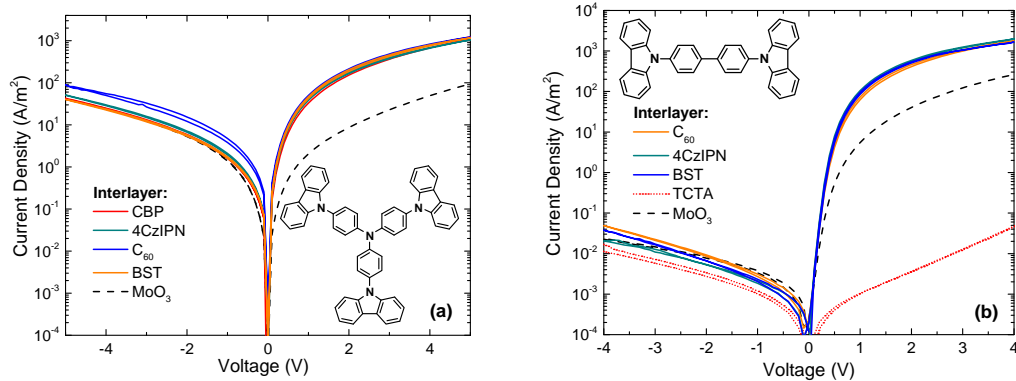 Current Density (A/m²)
10³
10²
10¹
10⁰
10⁻¹
10⁻²
10⁻³
10⁻⁴
Interlayer:
CBP
4CzIPN
C₆₀
BST
MoO₃
N
N
N
N
(a)
-4 -2 0 2 4
Voltage (V)
Current Density (A/m²)
10⁴
10³
10²
10¹
10⁰
10⁻¹
10⁻²
10⁻³
10⁻⁴
N
N
Interlayer:
C₆₀
4CzIPN
BST
TCTA
MoO₃
(b)
-4 -3 -2 -1 0 1 2 3 4
Voltage (V)